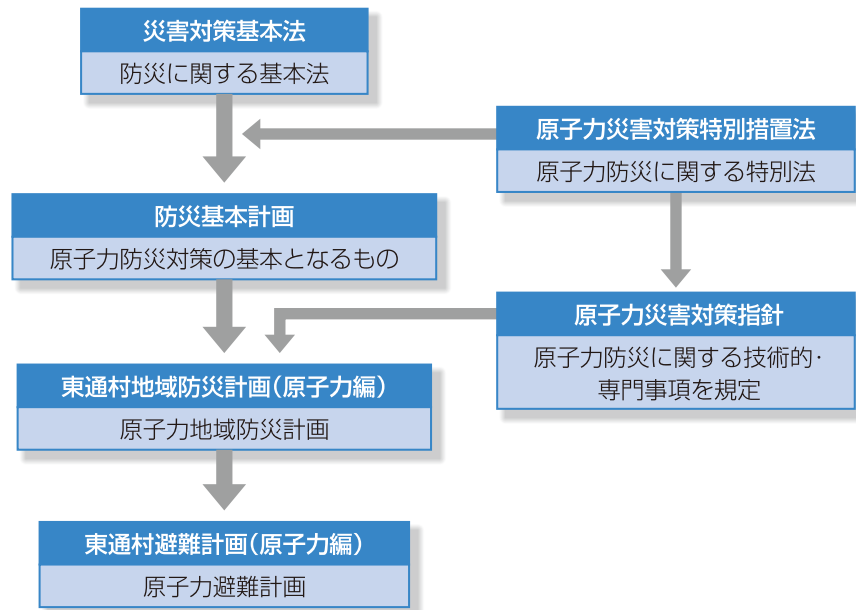 災害対策基本法
防災に関する基本法
原子力災害対策特別措置法
原子力防災に関する特別法
防災基本計画
原子力防災対策の基本となるもの
原子力災害対策指針
原子力防災に関する技術的・
専門事項を規定
東通村地域防災計画（原子力編）
原子力地域防災計画
東通村避難計画（原子力編）
原子力避難計画